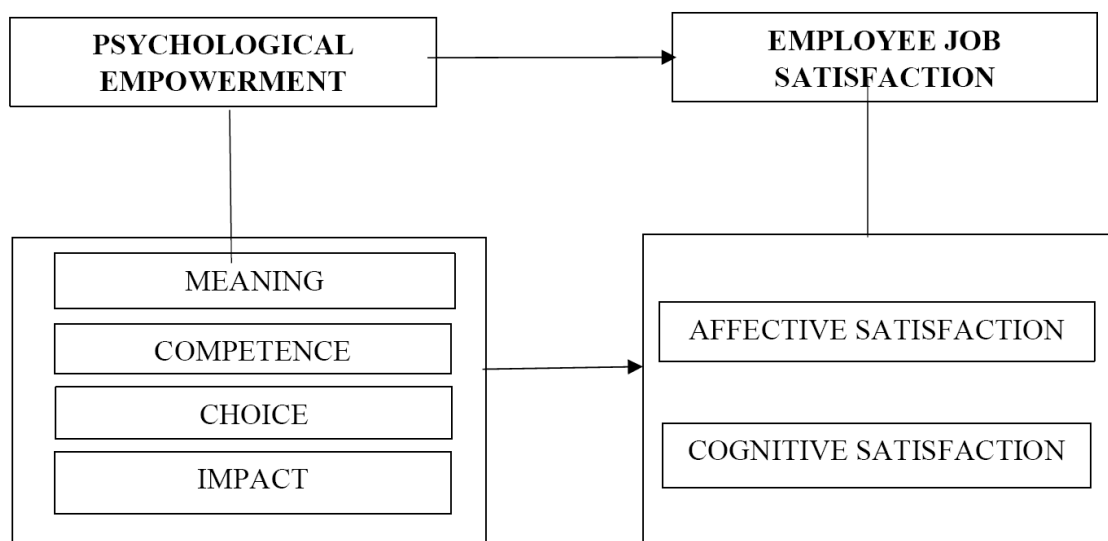 PSYCHOLOGICAL
EMPOWERMENT
EMPLOYEE JOB
SATISFACTION
MEANING
COMPETENCE
CHOICE
IMPACT
AFFECTIVE SATISFACTION
COGNITIVE SATISFACTION